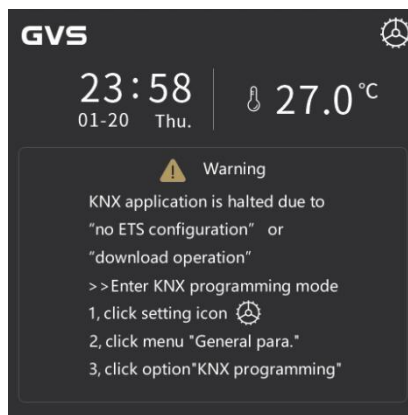 GVS
23:58
01-20 Thu.
27.0°C
Warning
KNX application is halted due to
“no ETS configuration” or
“download operation”
>>Enter KNX programming mode
1, click setting icon
2, click menu "General para."
3, click option"KNX programming"